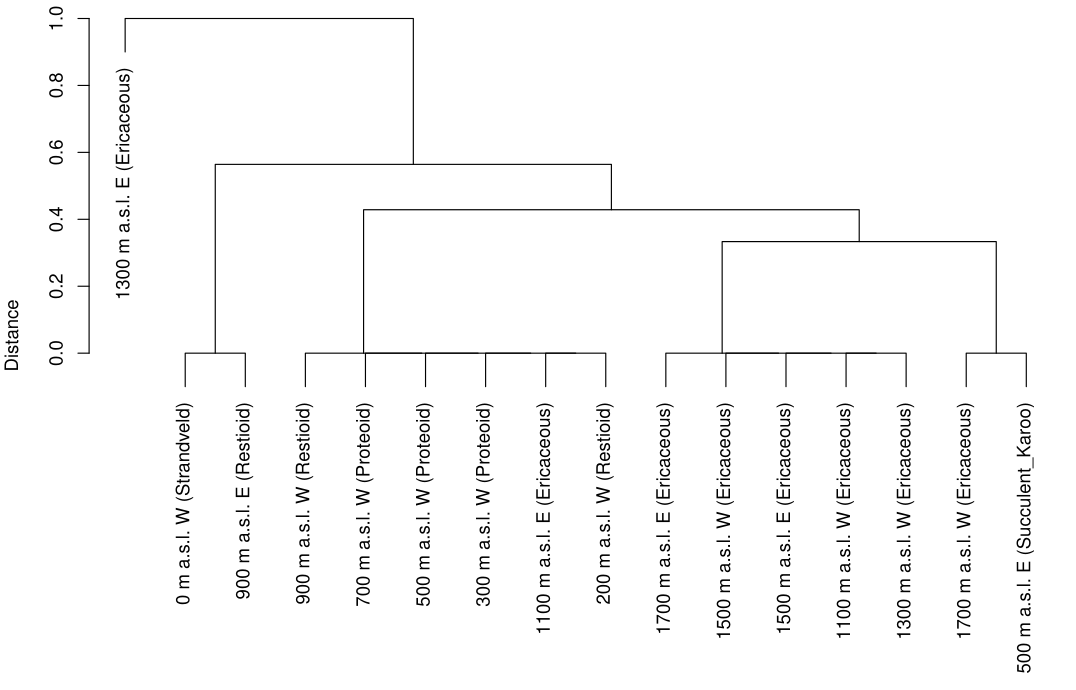 Distance
1.0
0.8
0.6
0.4
0.2
0.0
1300 m a.s.l. E (Ericaceous)
0 m a.s.l. W (Strandveld)
900 m a.s.l. E (Restioid)
900 m a.s.l. W (Restioid)
700 m a.s.l. W (Proteoid)
500 m a.s.l. W (Proteoid)
300 m a.s.l. W (Proteoid)
1100 m a.s.l. E (Ericaceous)
200 m a.s.l. W (Restioid)
1700 m a.s.l. E (Ericaceous)
1500 m a.s.l. W (Ericaceous)
1500 m a.s.l. E (Ericaceous)
1100 m a.s.l. W (Ericaceous)
1300 m a.s.l. W (Ericaceous)
1700 m a.s.l. W (Ericaceous)
500 m a.s.l. E (Succulent_Karoo)